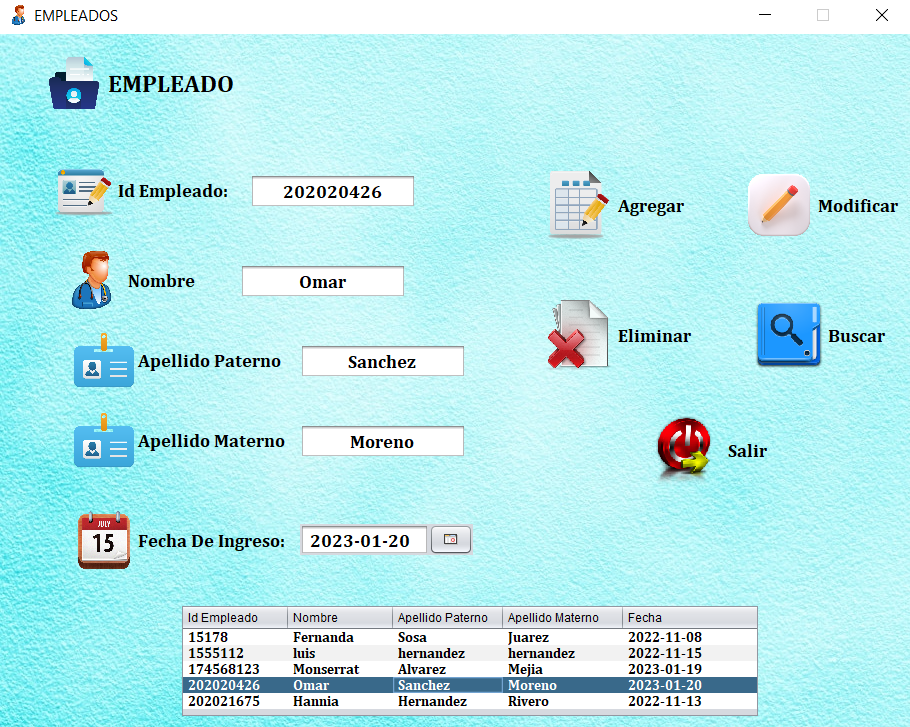 EMPLEADOS
EMPLEADO
Id Empleado: 202020426
Agregar
Modificar
Nombre Omar
Eliminar
Buscar
Apellido Paterno Sanchez
Apellido Materno Moreno
Salir
JULY
15
Fecha De Ingreso: 2023-01-20
Id Empleado Nombre Apellido Paterno Apellido Materno Fecha
15178 Fernanda Sosa Juarez 2022-11-08
1555112 luis hernandez hernandez 2022-11-15
174568123 Monserrat Alvarez Mejia 2023-01-19
202020426 Omar Sanchez Moreno 2023-01-20
202021675 Hannia Hernandez Rivero 2022-11-13